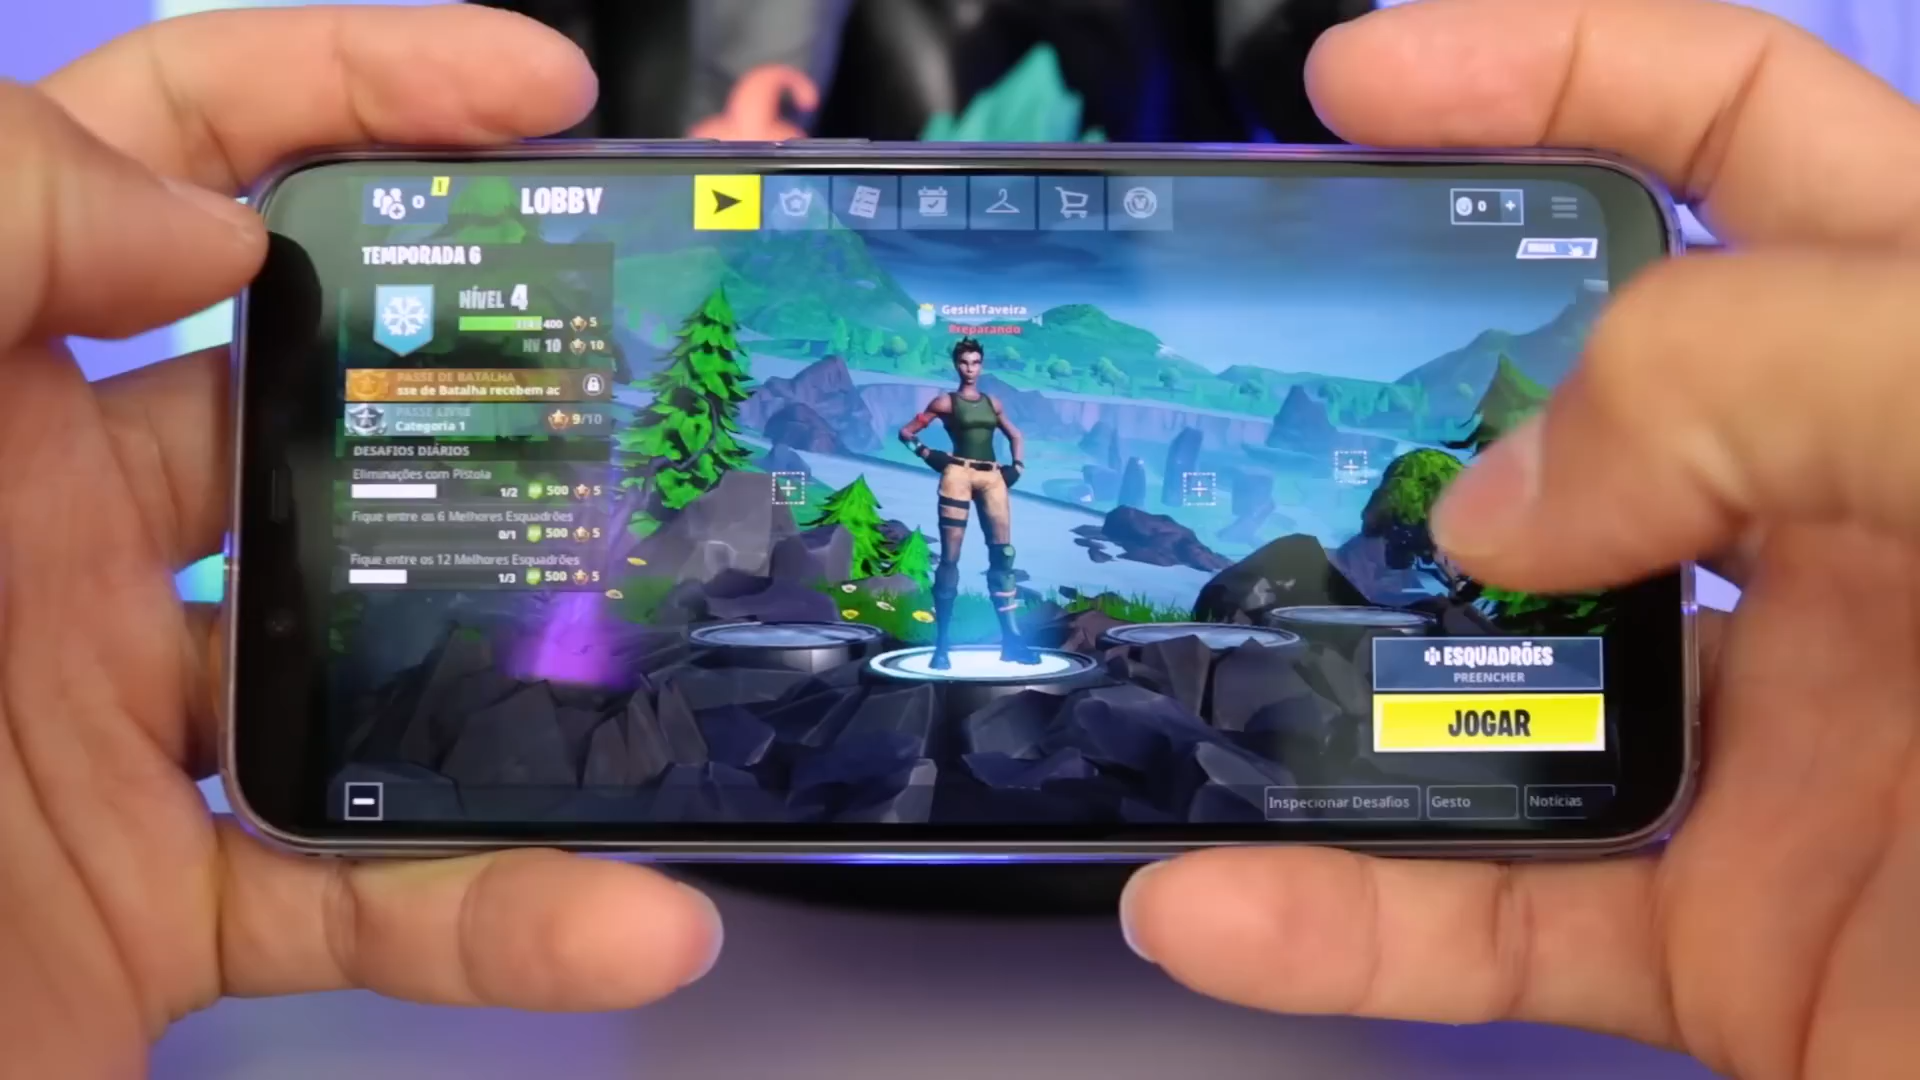 0
!
LOBBY
0 +
TEMPORADA 6
NÍVEL 4
400 5
NV 10 10
PASSE DE BATALHA
sse de Batalha recebem ac
PASSE LIVRE
Categoria 1
9/10
DESAFIOS DIÁRIOS
Eliminações com Pistola
1/2 500 5
Fique entre os 6 Melhores Esquadrões
0/1 500 5
Fique entre os 12 Melhores Esquadrões
1/3 500 5
GesielTaveira
Preparando
ESQUADRÕES
PREENCHER
JOGAR
Inspecionar Desafios
Gesto
Notícias